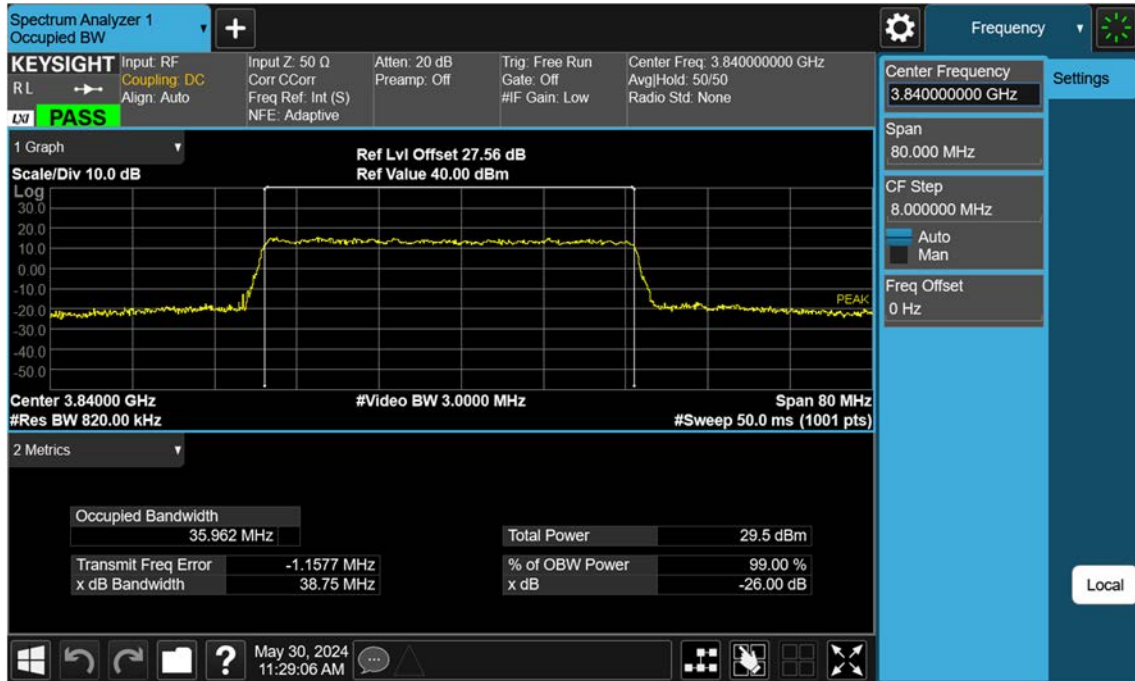 Spectrum Analyzer 1
Occupied BW
Frequency
KEYSIGHT
R L
LXI
PASS
Input: RF
Coupling: DC
Align: Auto
Input Z: 50 Ω
Corr CCorr
Freq Ref: Int (S)
NFE: Adaptive
Atten: 20 dB
Preamp: Off
Trig: Free Run
Gate: Off
#IF Gain: Low
Center Freq: 3.840000000 GHz
Avg|Hold: 50/50
Radio Std: None
Center Frequency
3.840000000 GHz
Settings
Span
80.000 MHz
CF Step
8.000000 MHz
Auto
Man
Freq Offset
0 Hz
Local
1 Graph
Scale/Div 10.0 dB
Ref Lvl Offset 27.56 dB
Ref Value 40.00 dBm
Log
30.0
20.0
10.0
0.00
-10.0
-20.0
-30.0
-40.0
-50.0
PEAK
Center 3.84000 GHz
#Video BW 3.0000 MHz
Span 80 MHz
#Res BW 820.00 kHz
#Sweep 50.0 ms (1001 pts)
2 Metrics
Occupied Bandwidth
35.962 MHz
Total Power 29.5 dBm
Transmit Freq Error -1.1577 MHz
% of OBW Power 99.00 %
x dB Bandwidth 38.75 MHz
x dB -26.00 dB
?
May 30, 2024
11:29:06 AM